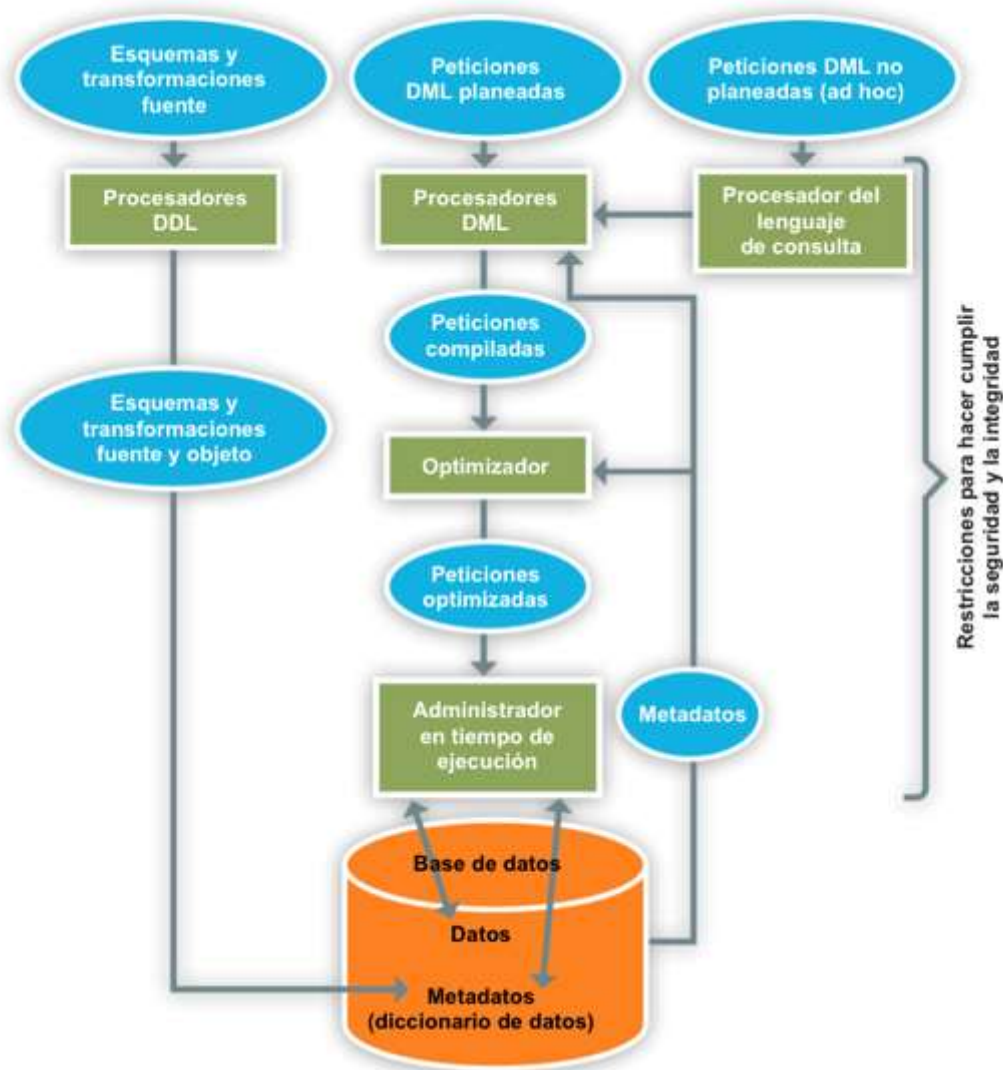 Esquemas y
transformaciones
fuente
Peticiones
DML planeadas
Peticiones DML no
planeadas (ad hoc)
Procesadores
DDL
Procesadores
DML
Procesador del
lenguaje
de consulta
Peticiones
compiladas
Esquemas y
transformaciones
fuente y objeto
Optimizador
Peticiones
optimizadas
Administrador
en tiempo de
ejecución
Metadatos
Restricciones para hacer cumplir
la seguridad y la integridad
Base de datos
Datos
Metadatos
(diccionario de datos)